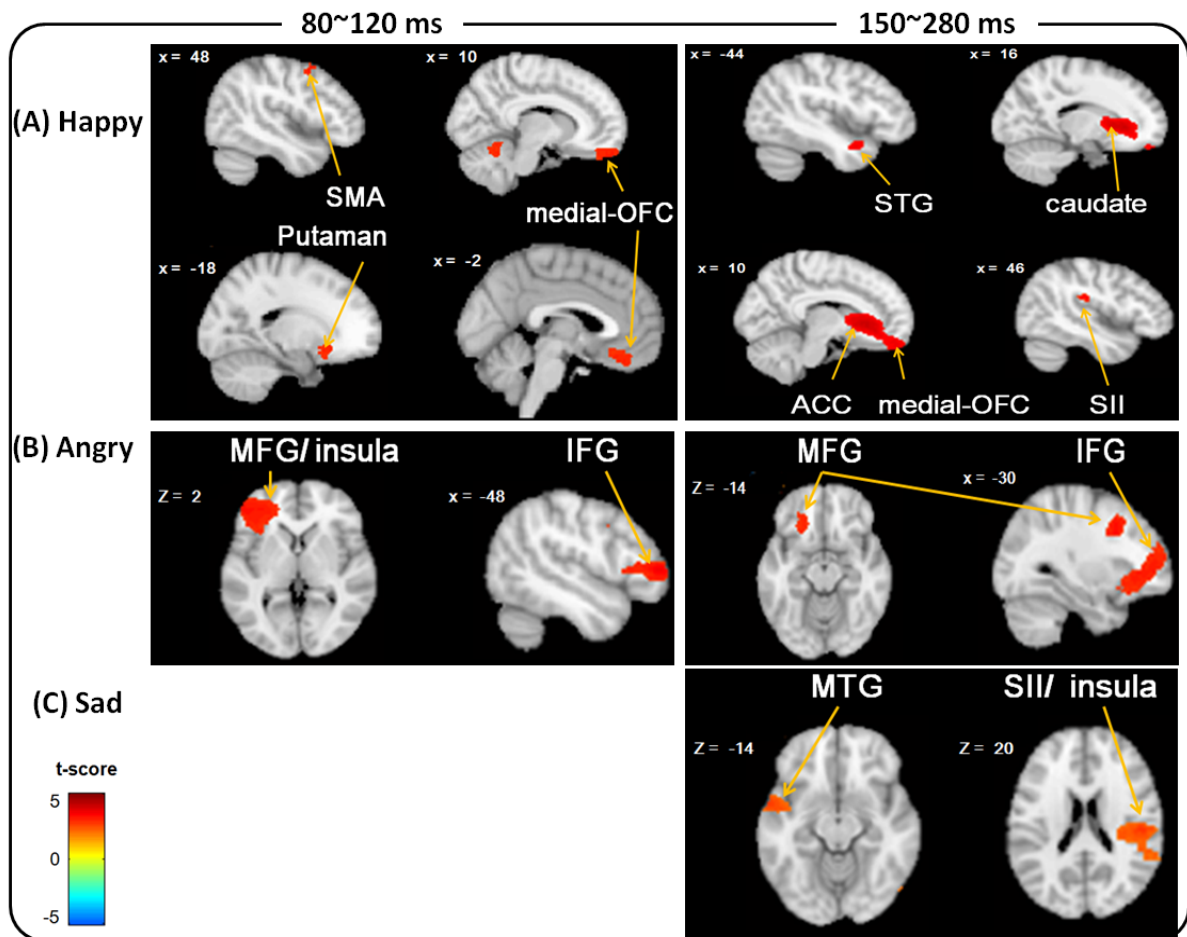 80~120 ms
150~280 ms
(A) Happy
x = 48
x = 10
SMA
medial-OFC
Putaman
x = -18
x = -2
x = -44
x = 16
STG
caudate
x = 10
x = 46
ACC
medial-OFC
SII
(B) Angry
MFG/ insula
IFG
Z = 2
x = -48
MFG
IFG
Z = -14
x = -30
(C) Sad
MTG
SII/ insula
Z = -14
Z = 20
t-score
5
0
-5